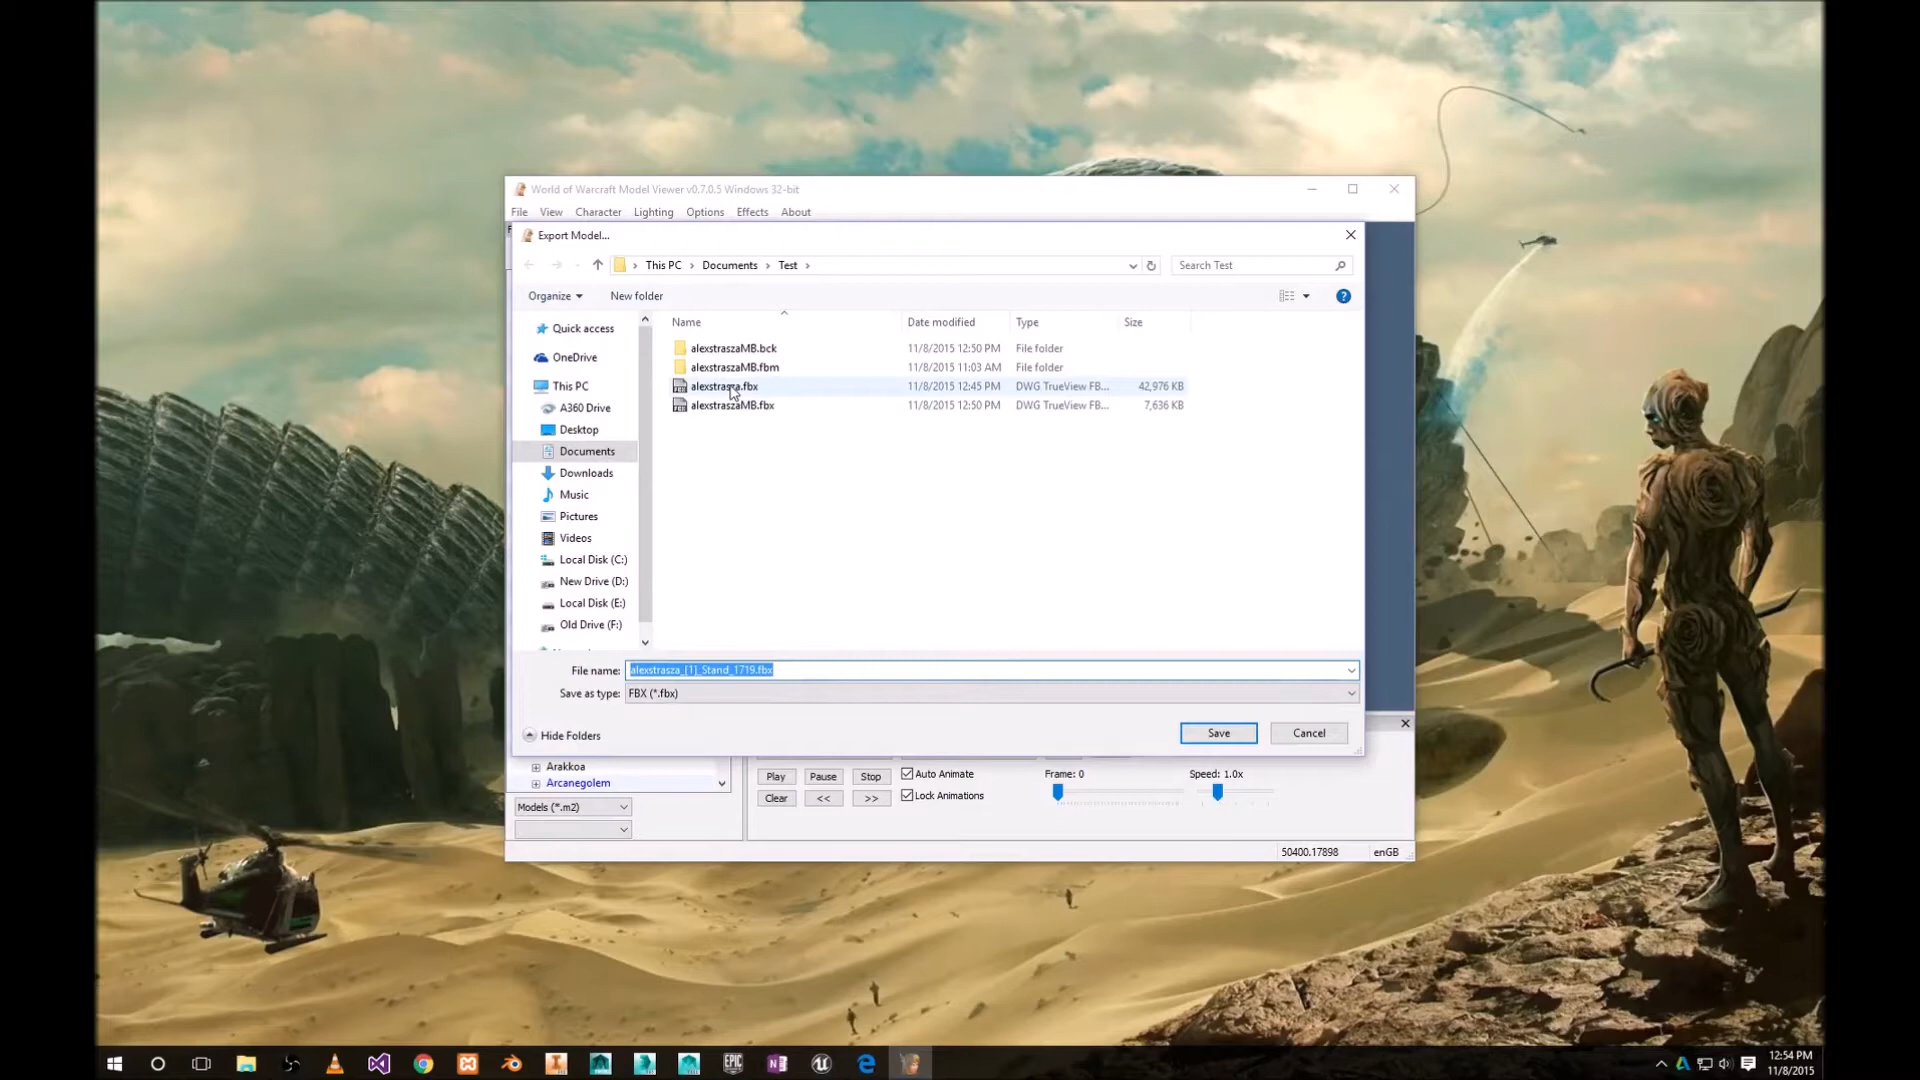 World of Warcraft Model Viewer v0.7.0.5 Windows 32-bit
File View Character Lighting Options Effects About
Export Model...
This PC > Documents > Test >
Search Test
Organize New folder
Name Date modified Type Size
Quick access
OneDrive
This PC
A360 Drive
Desktop
Documents
Downloads
Music
Pictures
Videos
Local Disk (C:)
New Drive (D:)
Local Disk (E:)
Old Drive (F:)
alexstraszaMB.bck 11/8/2015 12:50 PM File folder
alexstraszaMB.fbm 11/8/2015 11:03 AM File folder
alexstrasza.fbx 11/8/2015 12:45 PM DWG TrueView FB... 42,976 KB
alexstraszaMB.fbx 11/8/2015 12:50 PM DWG TrueView FB... 7,636 KB
File name: alexstrasza_[1]_Stand_1719.fbx
Save as type: FBX (*.fbx)
Hide Folders
Save Cancel
Arakkoa
Arcanegolem
Models (*.m2)
Play Pause Stop Auto Animate Frame: 0 Speed: 1.0x
Clear << >> Lock Animations
50400.17898 enGB
EPIC GAMES
12:54 PM
11/8/2015